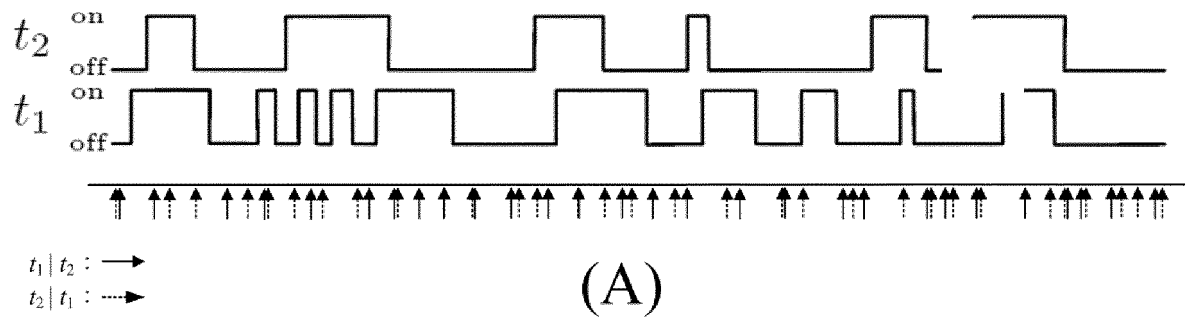 t₂ on
off
t₁ on
off
t₁ | t₂ :
t₂ | t₁ :
(A)